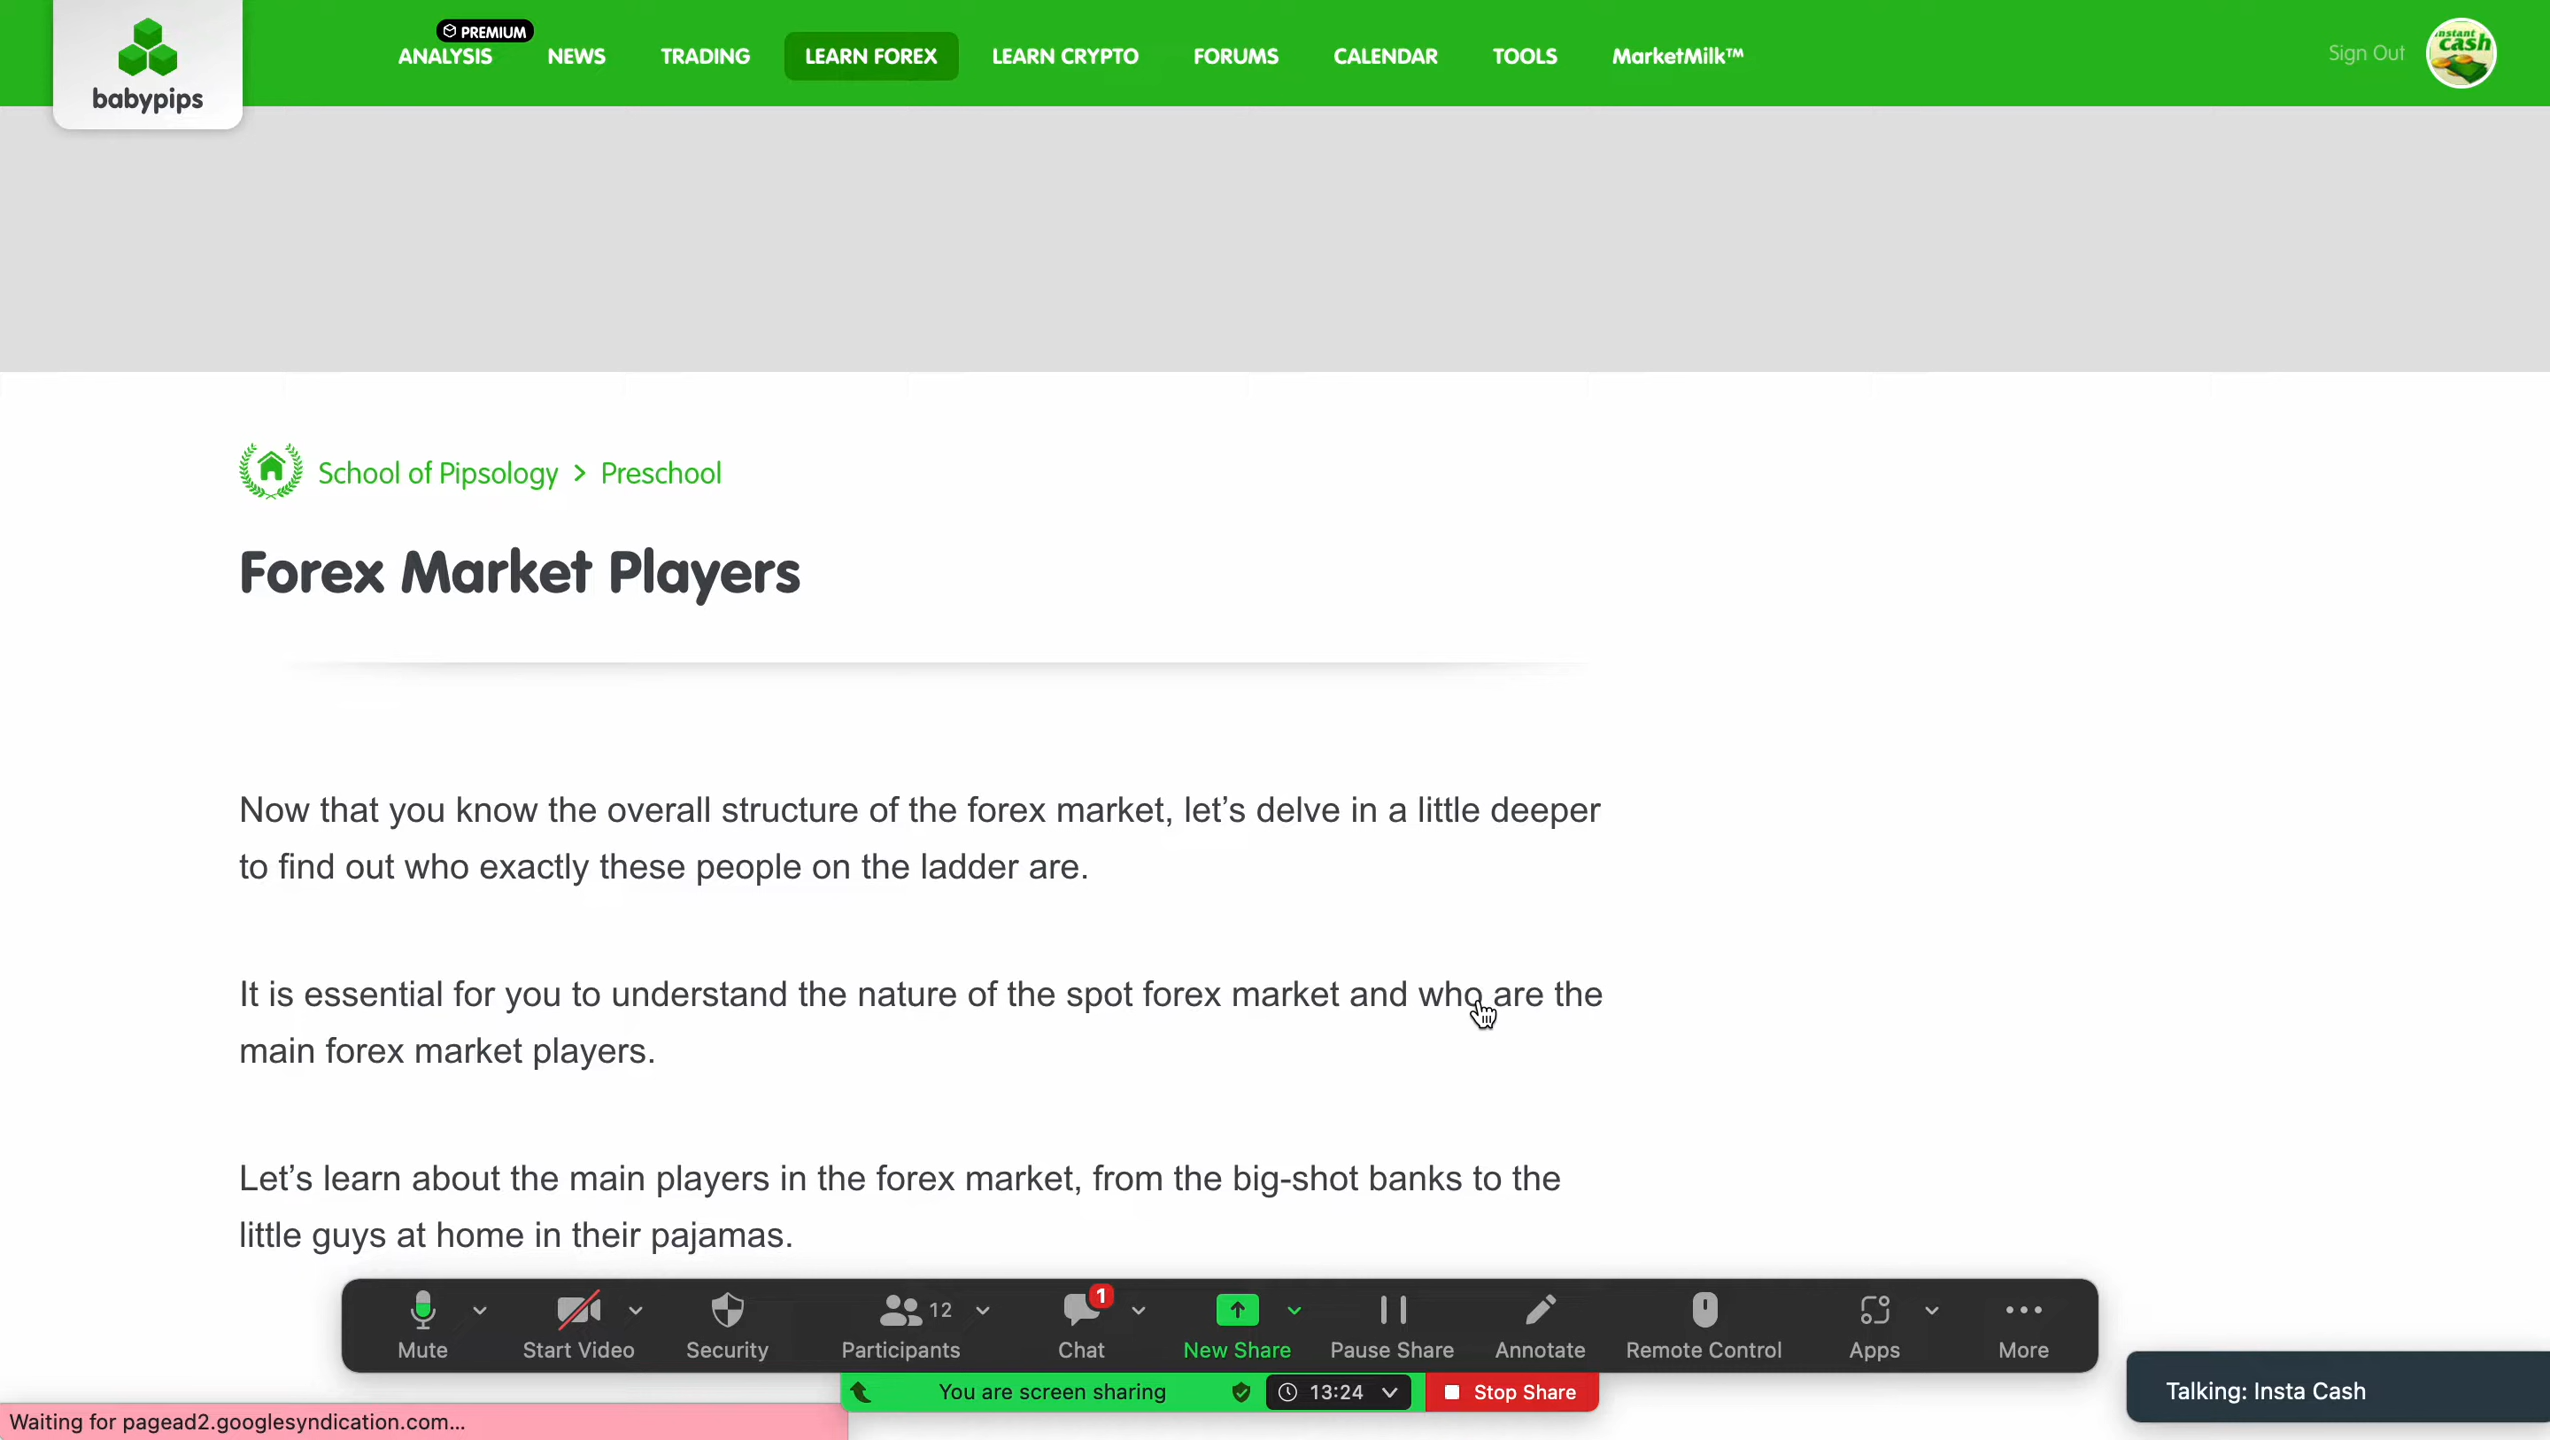 PREMIUM
babypips
ANALYSIS NEWS TRADING LEARN FOREX LEARN CRYPTO FORUMS CALENDAR TOOLS MarketMilk™
Sign Out
instant
cash
School of Pipsology > Preschool
Forex Market Players
Now that you know the overall structure of the forex market, let’s delve in a little deeper
to find out who exactly these people on the ladder are.
It is essential for you to understand the nature of the spot forex market and who are the
main forex market players.
Let’s learn about the main players in the forex market, from the big-shot banks to the
little guys at home in their pajamas.
12
1
Mute Start Video Security Participants Chat New Share Pause Share Annotate Remote Control Apps More
You are screen sharing 13:24 Stop Share
Talking: Insta Cash
Waiting for pagead2.googlesyndication.com...